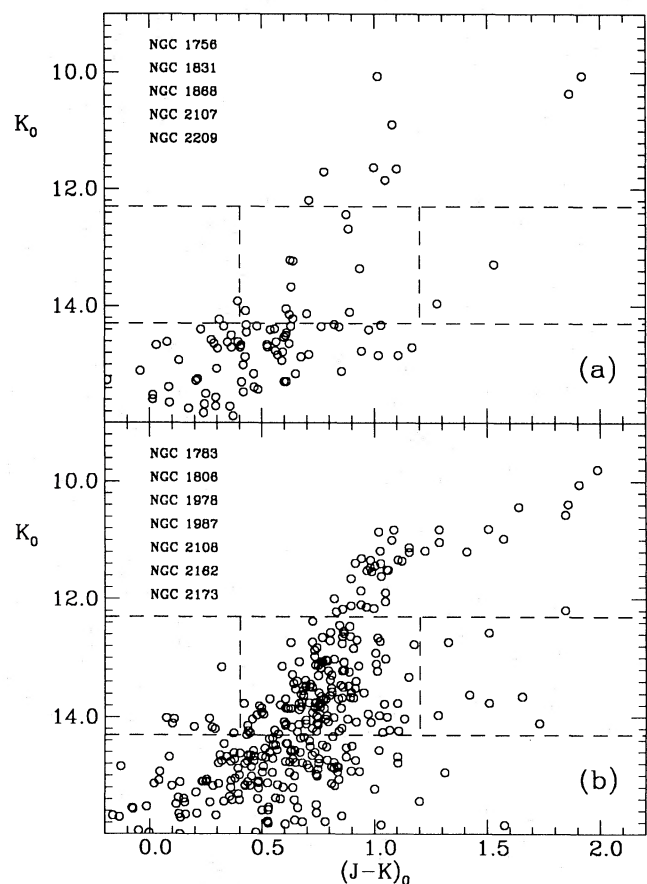 NGC 1756
NGC 1831
NGC 1868
NGC 2107
NGC 2209
10.0
K₀
12.0
14.0
(a)
NGC 1783
NGC 1806
NGC 1978
NGC 1987
NGC 2108
NGC 2162
NGC 2173
10.0
K₀
12.0
14.0
(b)
0.0 0.5 1.0 1.5 2.0
(J−K)₀